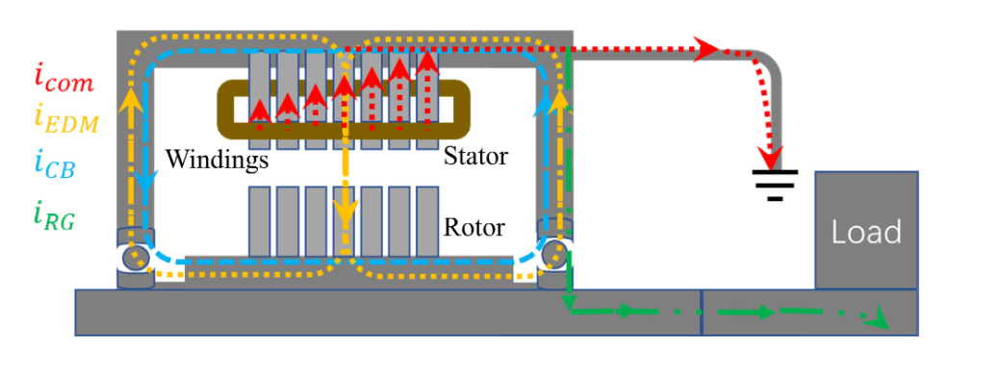 i_com
i_EDM
i_CB
i_RG
Windings
Stator
Rotor
Load